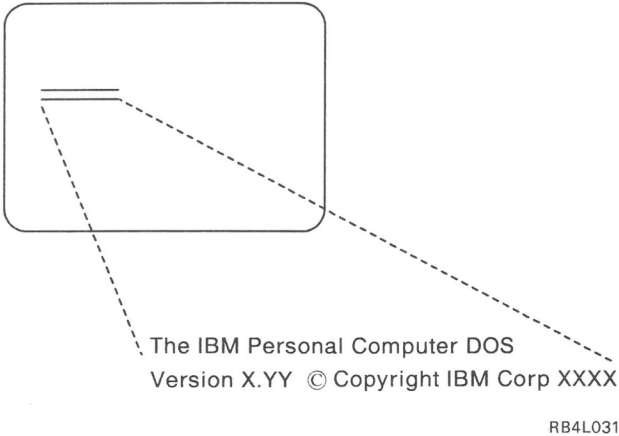 The IBM Personal Computer DOS
Version X.YY © Copyright IBM Corp XXXX
RB4L031